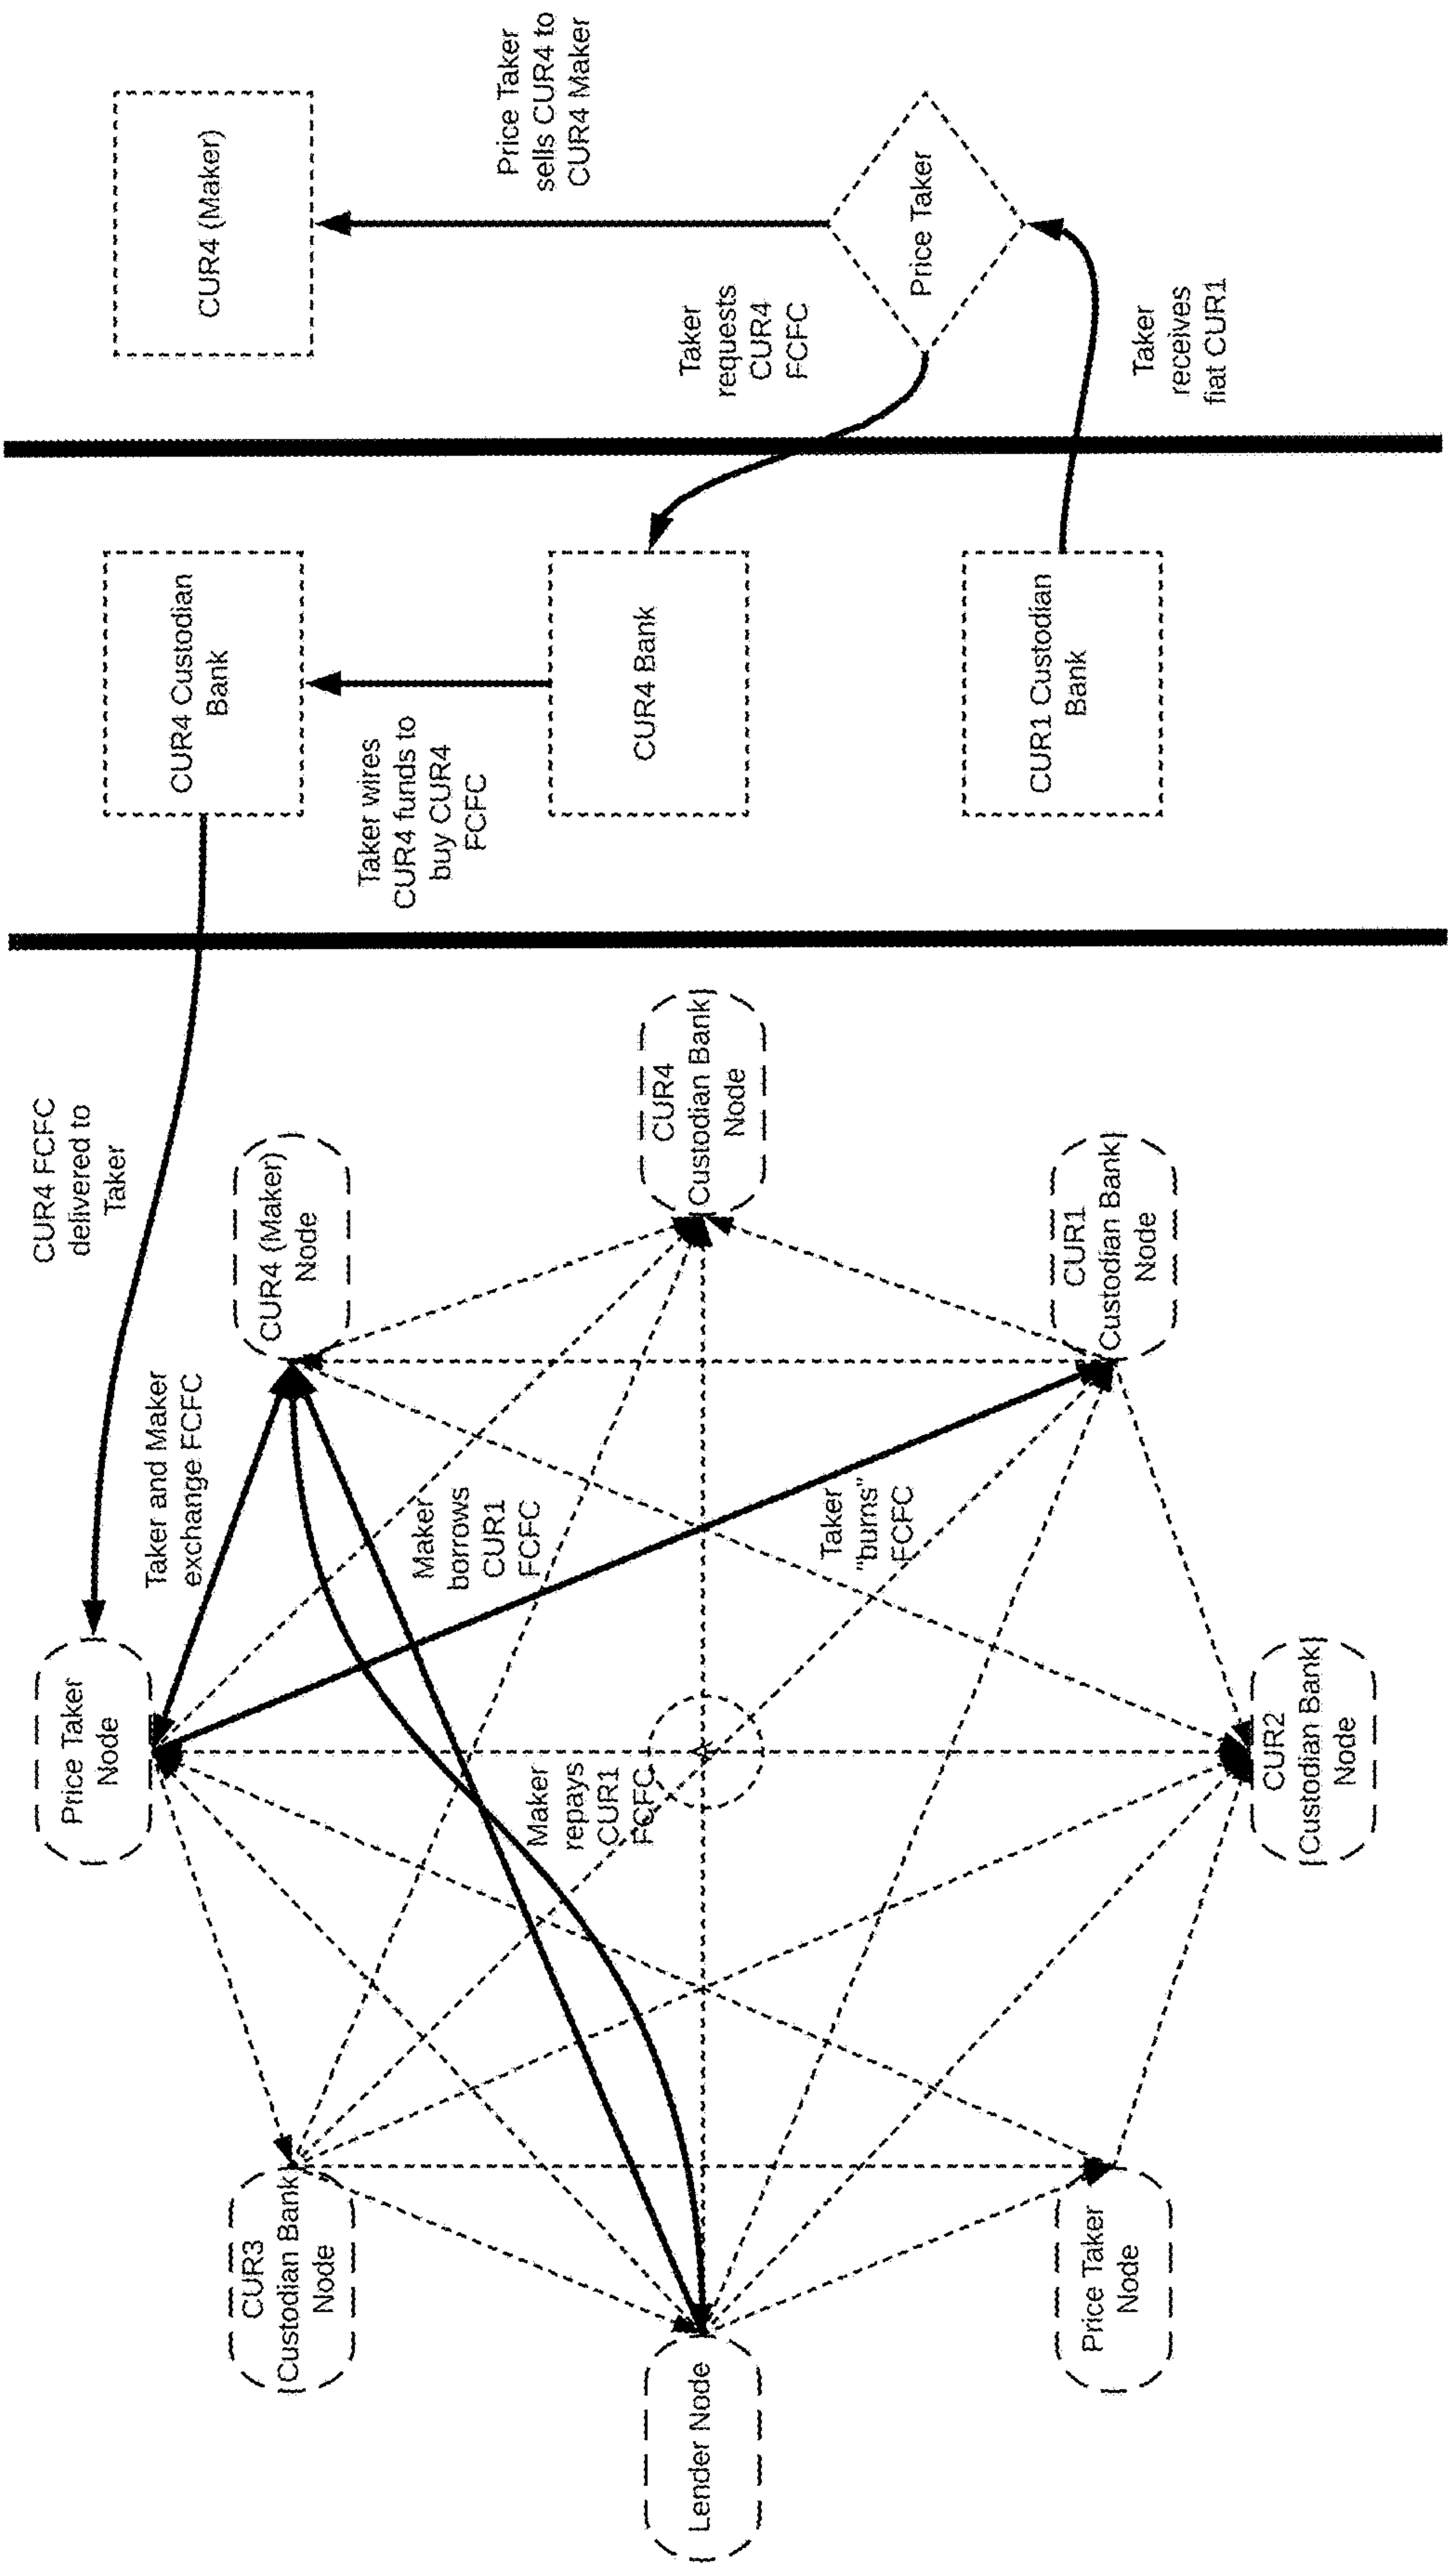 CUR4 (Maker)
Price Taker
sells CUR4 to
CUR4 Maker
Price Taker
Taker
requests
CUR4
FCFC
Taker
receives
fiat CUR1
CUR4 Custodian
Bank
Taker wires
CUR4 funds to
buy CUR4
FCFC
CUR4 Bank
CUR1 Custodian
Bank
CUR4 FCFC
delivered to
Taker
Price Taker
Node
Taker and Maker
exchange FCFC
CUR4 (Maker)
Node
Maker
borrows
CUR1
FCFC
CUR4
Custodian Bank
Node
Taker
"burns"
FCFC
CUR1
Custodian Bank
Node
Maker
repays
CUR1
FCFC
CUR2
Custodian Bank
Node
CUR3
Custodian Bank
Node
Lender Node
Price Taker
Node